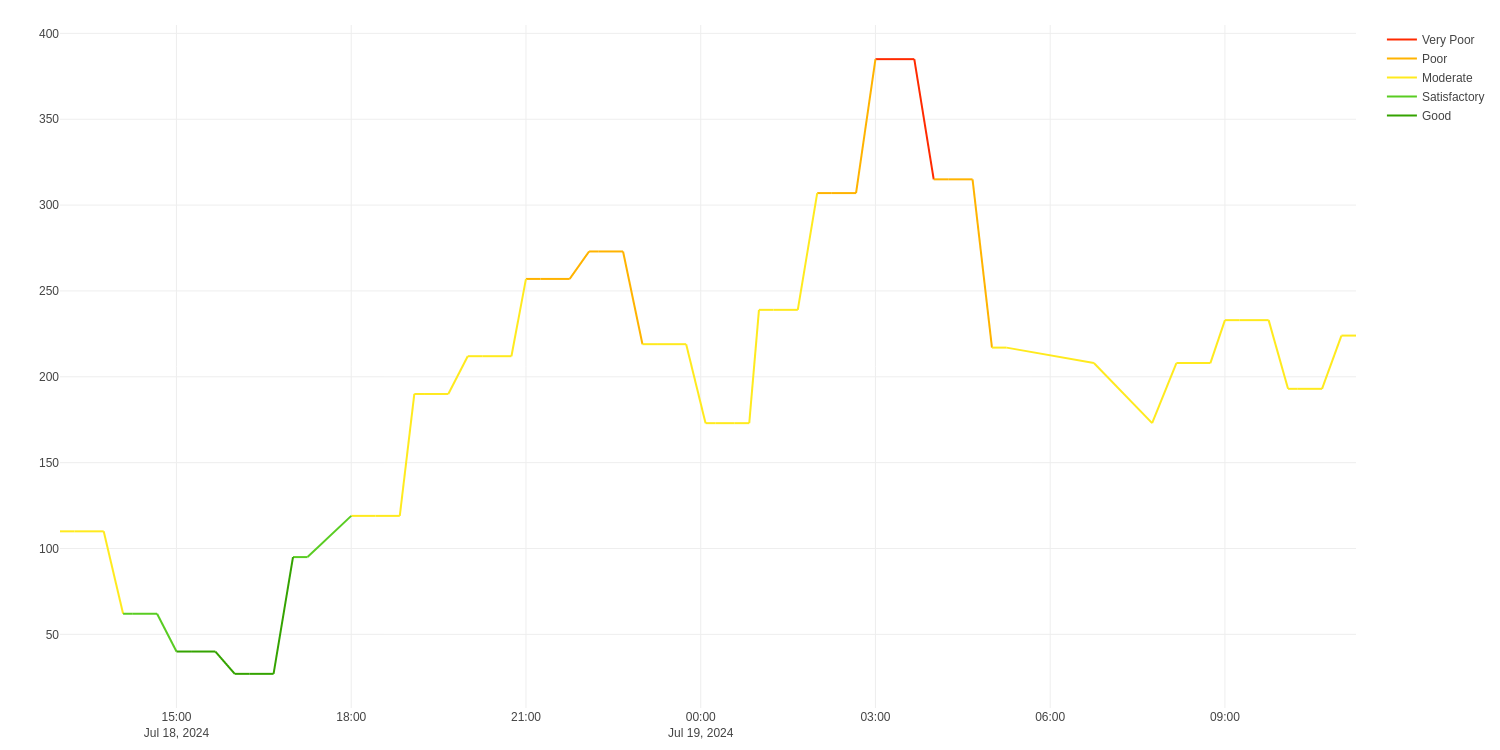 400
350
300
250
200
150
100
50
15:00
Jul 18, 2024
18:00
21:00
00:00
Jul 19, 2024
03:00
06:00
09:00
Very Poor
Poor
Moderate
Satisfactory
Good